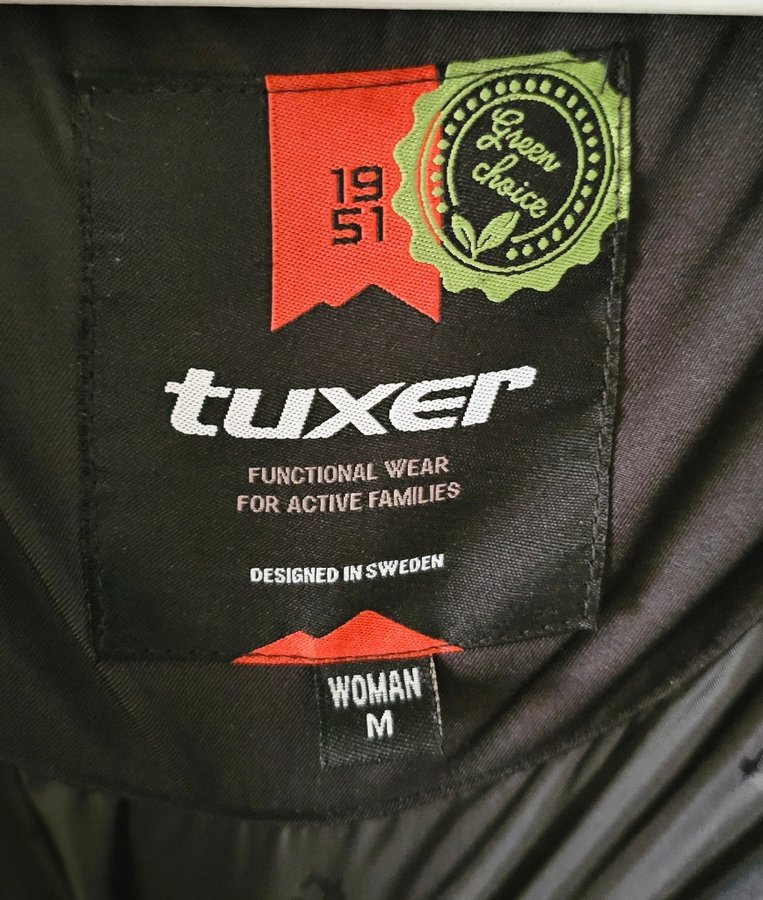 19
51
Green
choice
tuxer
FUNCTIONAL WEAR
FOR ACTIVE FAMILIES
DESIGNED IN SWEDEN
WOMAN
M